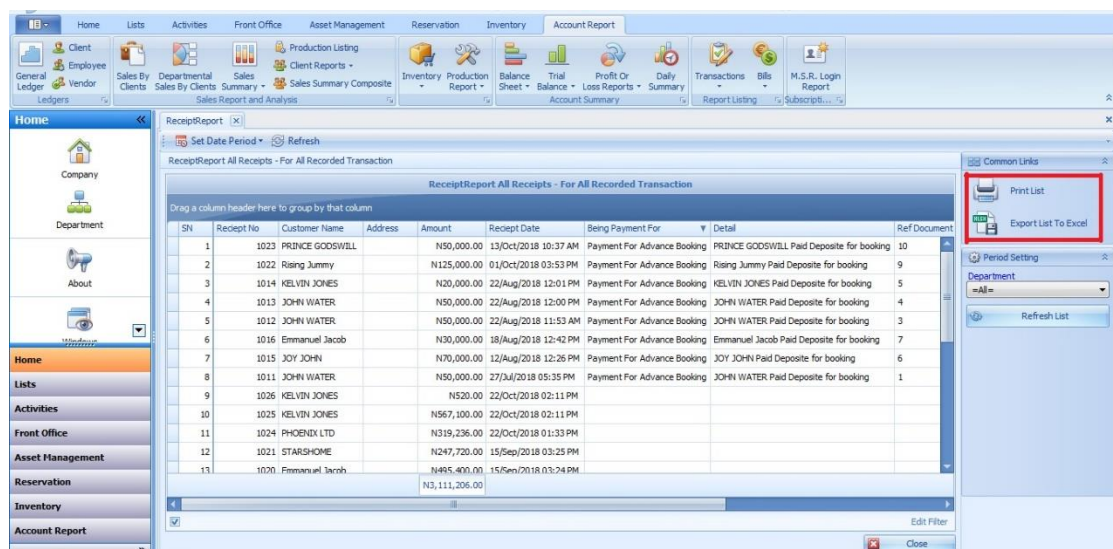 Home Lists Activities Front Office Asset Management Reservation Inventory Account Report
General Ledger
Client
Employee
Vendor
Sales By Clients
Departmental Sales By Clients
Sales Summary
Production Listing
Client Reports
Sales Summary Composite
Inventory
Production Report
Balance Sheet
Trial Balance
Profit Or Loss Reports
Daily Summary
Transactions
Bills
M.S.R. Login Report
Ledgers Sales Report and Analysis Account Summary Report Listing Subscripti...
Home
Company
Department
About
Home
Lists
Activities
Front Office
Asset Management
Reservation
Inventory
Account Report
ReceiptReport
Set Date Period Refresh
ReceiptReport All Receipts - For All Recorded Transaction
ReceiptReport All Receipts - For All Recorded Transaction
Drag a column header here to group by that column
SN Reciept No Customer Name Address Amount Reciept Date Being Payment For Detail Ref Document
1 1023 PRINCE GODSWILL N50,000.00 13/Oct/2018 10:37 AM Payment For Advance Booking PRINCE GODSWILL Paid Deposite for booking 10
2 1022 Rising Jummy N125,000.00 01/Oct/2018 03:53 PM Payment For Advance Booking Rising Jummy Paid Deposite for booking 9
3 1014 KELVIN JONES N20,000.00 22/Aug/2018 12:01 PM Payment For Advance Booking KELVIN JONES Paid Deposite for booking 5
4 1013 JOHN WATER N50,000.00 22/Aug/2018 12:00 PM Payment For Advance Booking JOHN WATER Paid Deposite for booking 4
5 1012 JOHN WATER N50,000.00 22/Aug/2018 11:53 AM Payment For Advance Booking JOHN WATER Paid Deposite for booking 3
6 1016 Emmanuel Jacob N30,000.00 18/Aug/2018 12:42 PM Payment For Advance Booking Emmanuel Jacob Paid Deposite for booking 7
7 1015 JOY JOHN N70,000.00 12/Aug/2018 12:26 PM Payment For Advance Booking JOY JOHN Paid Deposite for booking 6
8 1011 JOHN WATER N50,000.00 27/Jul/2018 05:35 PM Payment For Advance Booking JOHN WATER Paid Deposite for booking 1
9 1026 KELVIN JONES N520.00 22/Oct/2018 02:11 PM
10 1025 KELVIN JONES N567,100.00 22/Oct/2018 02:11 PM
11 1024 PHOENIX LTD N319,236.00 22/Oct/2018 01:33 PM
12 1021 STARSHOME N247,720.00 15/Sep/2018 03:25 PM
13 1020 Emmanuel Jacob N495,400.00 15/Sep/2018 03:24 PM
N3,111,206.00
Edit Filter
Close
Common Links
Print List
Export List To Excel
Period Setting
Department
=All=
Refresh List